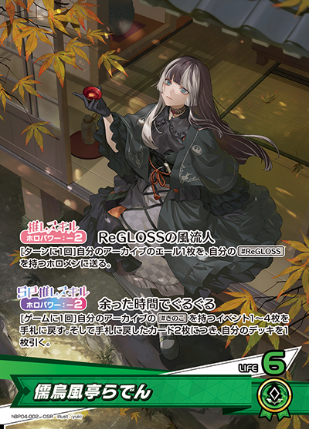 推しスキル
ホロパワー：－2
ReGLOSSの風流人
[ターンに1回]自分のアーカイブのエール1枚を、自分の#ReGLOSS
を持つホロメンに送る。
SP推しスキル
ホロパワー：－2
余った時間でぐるぐる
[ゲームに1回]自分のアーカイブの#きのこを持つイベント1～4枚を
手札に戻す。そして手札に戻したカード2枚につき、自分のデッキを1
枚引く。
LIFE 6
儒烏風亭らでん
hBP04-002 OSR